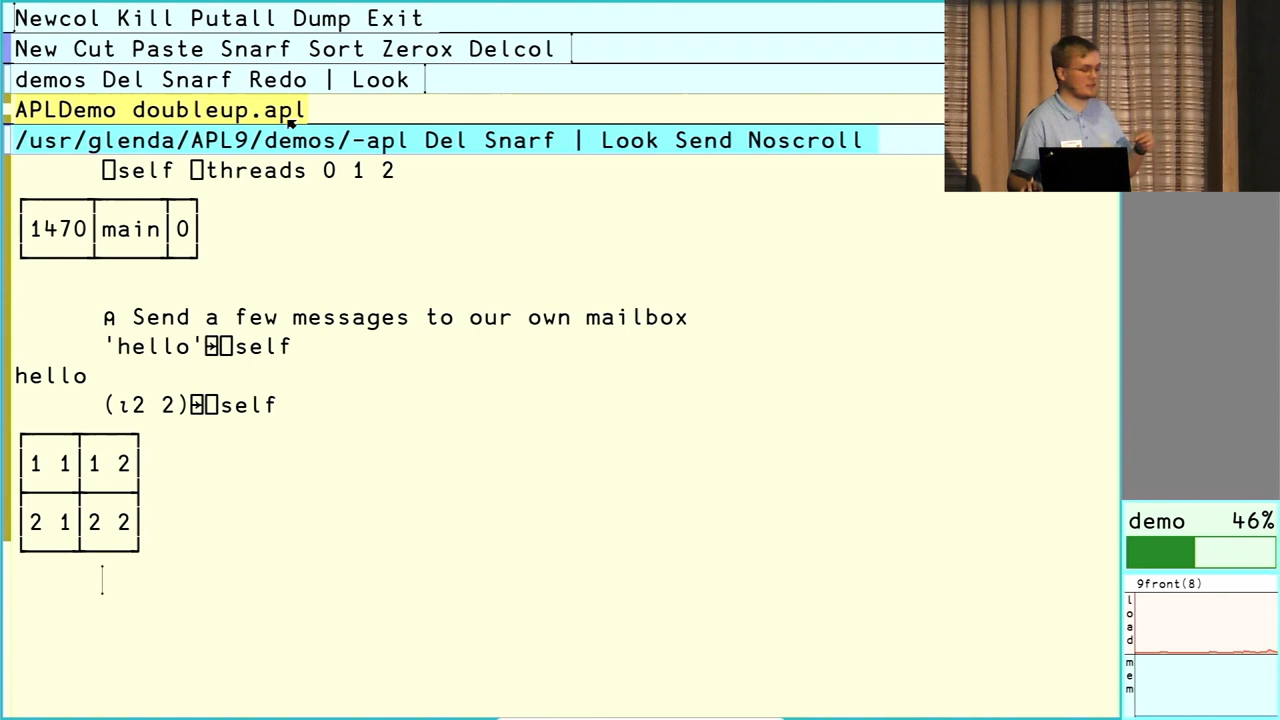 Newcol Kill Putall Dump Exit
New Cut Paste Snarf Sort Zerox Delcol
demos Del Snarf Redo | Look
APLDemo doubleup.apl
/usr/glenda/APL9/demos/-apl Del Snarf | Look Send Noscroll
⎕self ⎕threads 0 1 2
1470 main 0
⍝ Send a few messages to our own mailbox
'hello'⍈⎕self
hello
(⍳2 2)⍈⎕self
1 1 1 2
2 1 2 2
demo 46%
9front(8)
load
mem